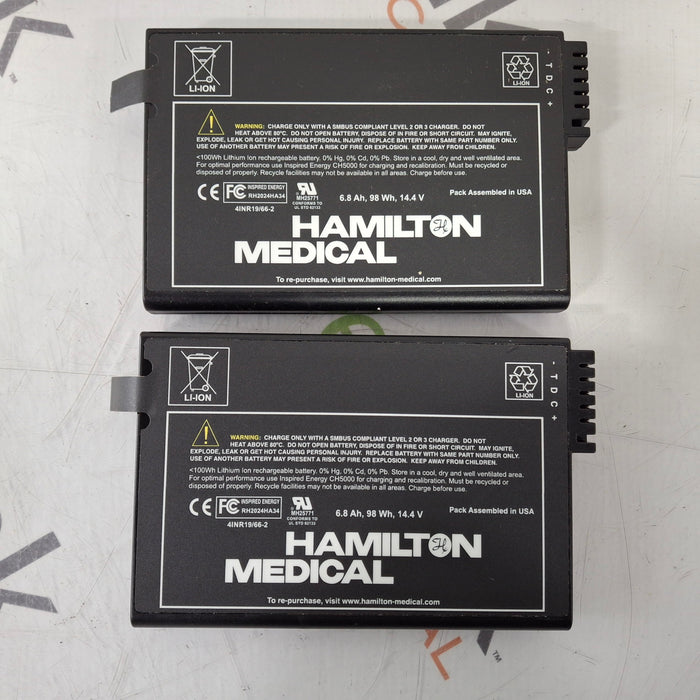 LI-ION
LI-ION
- T D C +
WARNING: CHARGE ONLY WITH A SMBUS COMPLIANT LEVEL 2 OR 3 CHARGER. DO NOT
HEAT ABOVE 80°C. DO NOT OPEN BATTERY, DISPOSE OF IN FIRE OR SHORT CIRCUIT. MAY IGNITE,
EXPLODE, LEAK OR GET HOT CAUSING PERSONAL INJURY. REPLACE BATTERY WITH SAME PART NUMBER ONLY.
USE OF ANOTHER BATTERY MAY PRESENT A RISK OF FIRE OR EXPLOSION. KEEP AWAY FROM CHILDREN.
<100Wh Lithium Ion rechargeable battery. 0% Hg, 0% Cd, 0% Pb. Store in a cool, dry and well ventilated area.
For optimal performance use Inspired Energy CH5000 for charging and recalibration. Must be recycled or
disposed of properly. Recycle facilities may not be available in all areas. Charge before use.
CE FC INSPIRED ENERGY
RH2024HA34
MH25771
CONFORMS TO
UL STD 62133
4INR19/66-2
6.8 Ah, 98 Wh, 14.4 V
Pack Assembled in USA
HAMILTON
MEDICAL
To re-purchase, visit www.hamilton-medical.com
LI-ION
LI-ION
- T D C +
WARNING: CHARGE ONLY WITH A SMBUS COMPLIANT LEVEL 2 OR 3 CHARGER. DO NOT
HEAT ABOVE 80°C. DO NOT OPEN BATTERY, DISPOSE OF IN FIRE OR SHORT CIRCUIT. MAY IGNITE,
EXPLODE, LEAK OR GET HOT CAUSING PERSONAL INJURY. REPLACE BATTERY WITH SAME PART NUMBER ONLY.
USE OF ANOTHER BATTERY MAY PRESENT A RISK OF FIRE OR EXPLOSION. KEEP AWAY FROM CHILDREN.
<100Wh Lithium Ion rechargeable battery. 0% Hg, 0% Cd, 0% Pb. Store in a cool, dry and well ventilated area.
For optimal performance use Inspired Energy CH5000 for charging and recalibration. Must be recycled or
disposed of properly. Recycle facilities may not be available in all areas. Charge before use.
CE FC INSPIRED ENERGY
RH2024HA34
MH25771
CONFORMS TO
UL STD 62133
4INR19/66-2
6.8 Ah, 98 Wh, 14.4 V
Pack Assembled in USA
HAMILTON
MEDICAL
To re-purchase, visit www.hamilton-medical.com